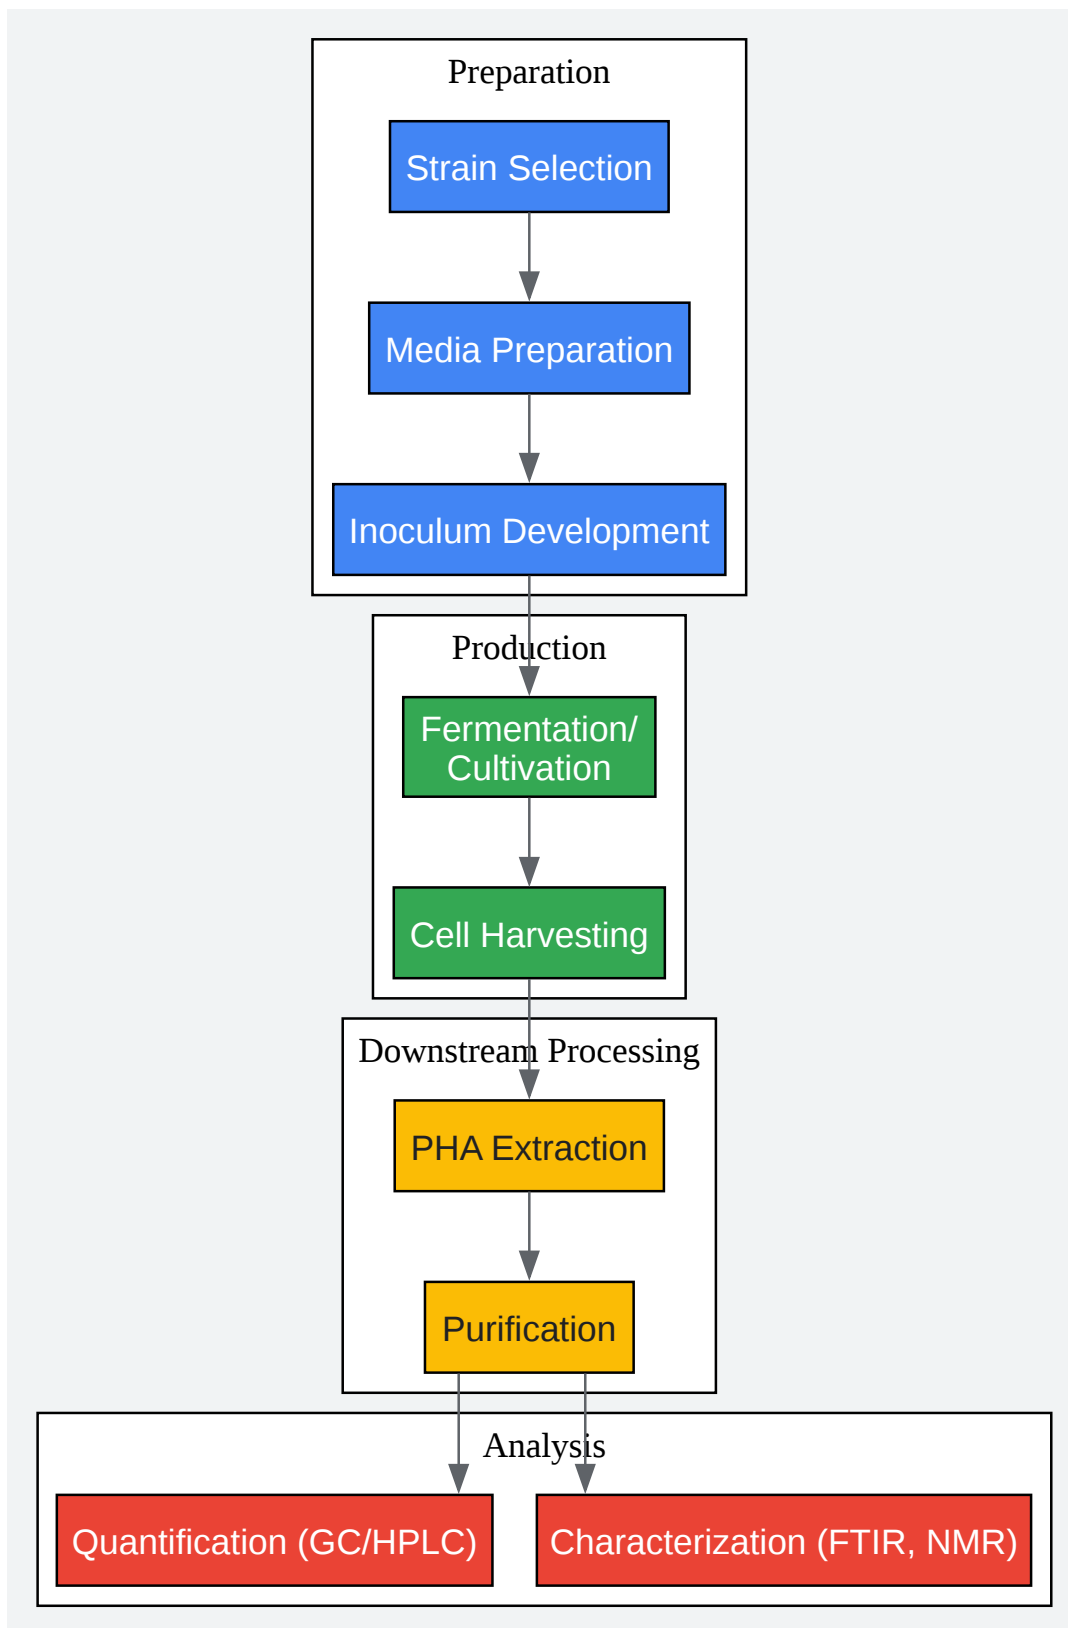 Preparation
Strain Selection
Media Preparation
Inoculum Development
Production
Fermentation/
Cultivation
Cell Harvesting
Downstream Processing
PHA Extraction
Purification
Analysis
Quantification (GC/HPLC)
Characterization (FTIR, NMR)